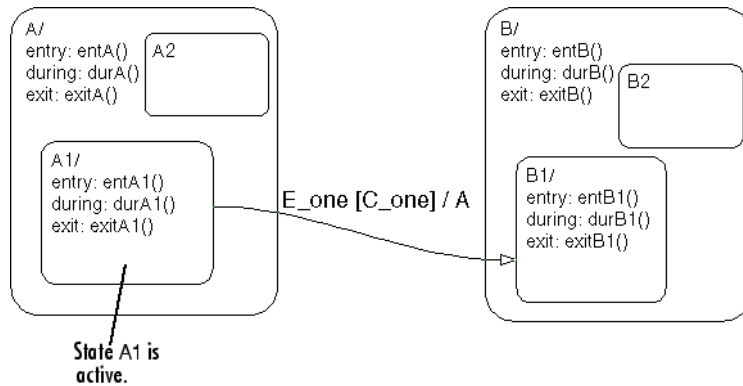 A/
entry: entA()
during: durA()
exit: exitA()
A2
A1/
entry: entA1()
during: durA1()
exit: exitA1()
State A1 is
active.
E_one [C_one] / A
B/
entry: entB()
during: durB()
exit: exitB()
B2
B1/
entry: entB1()
during: durB1()
exit: exitB1()